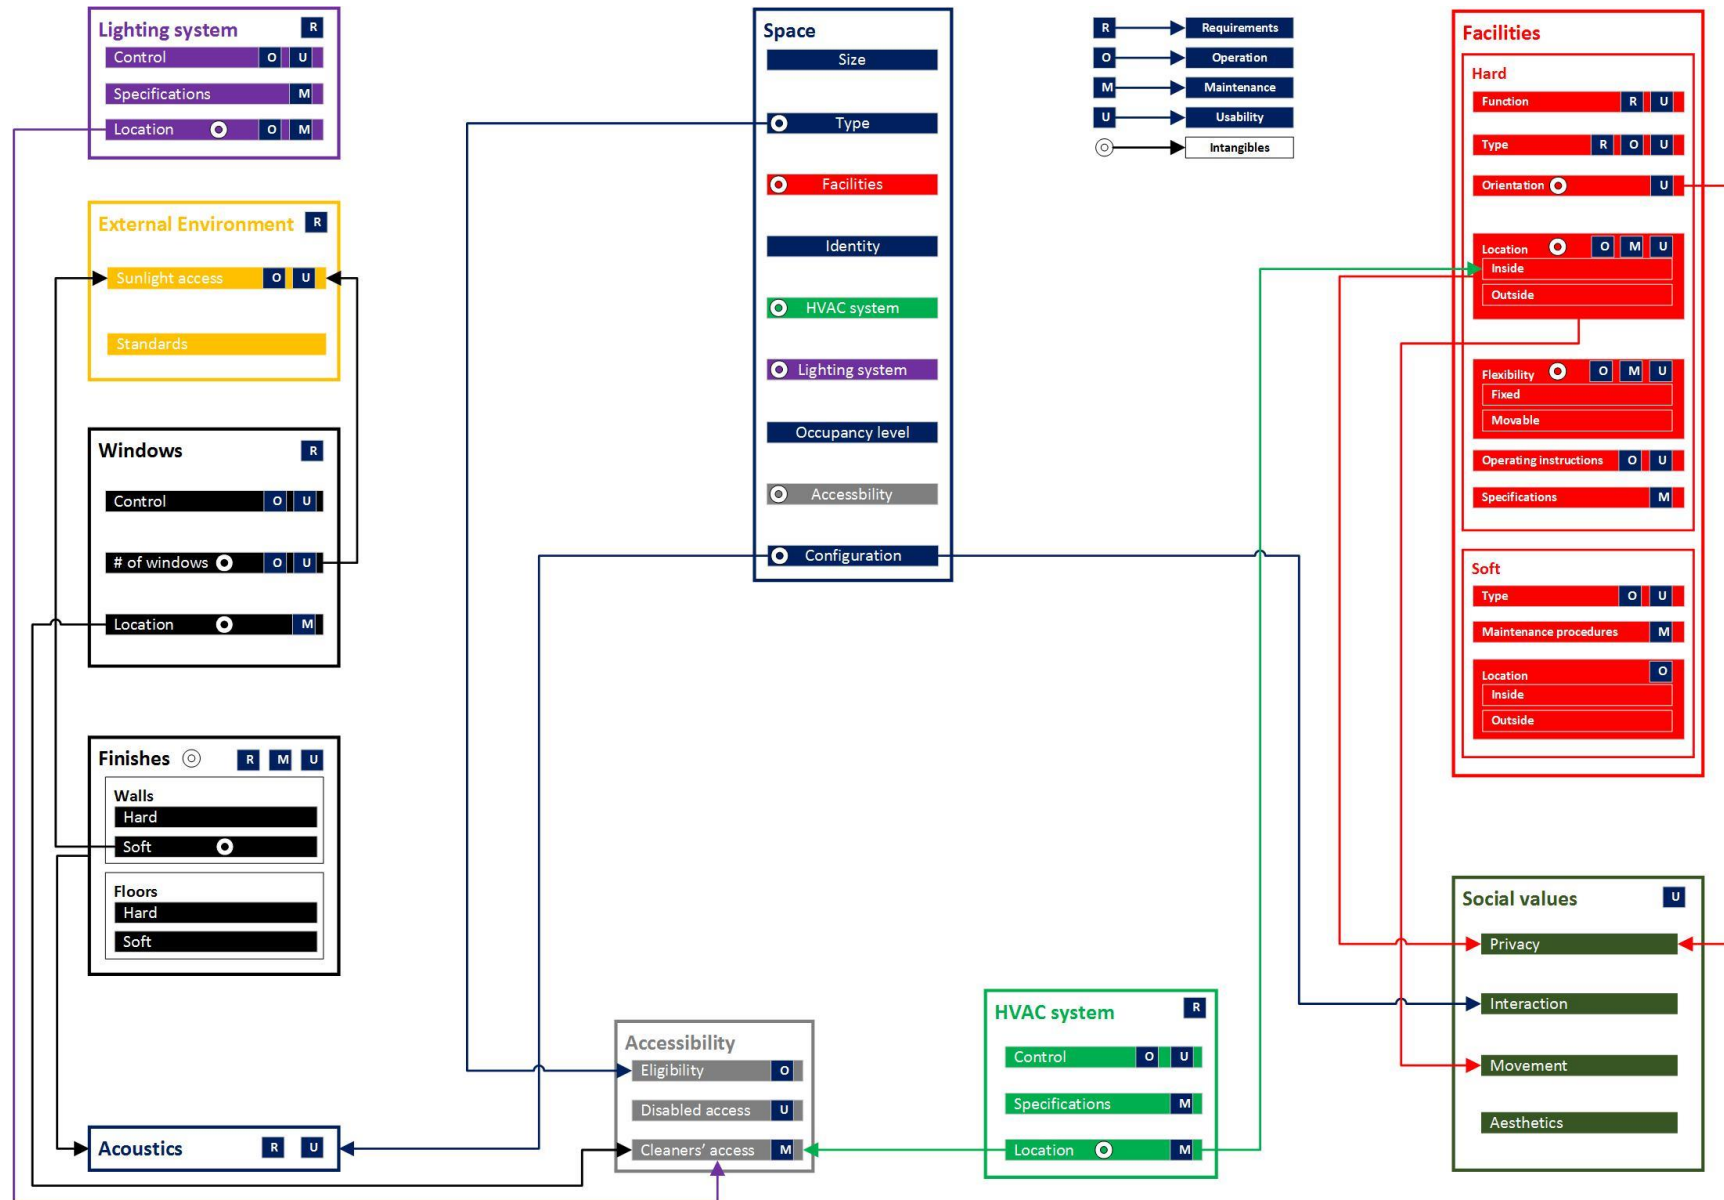 Lighting system R
Control O U
Specifications M
Location O M
External Environment R
Sunlight access O U
Standards
Windows R
Control O U
# of windows O U
Location M
Finishes R M U
Walls
Hard
Soft
Floors
Hard
Soft
Acoustics R U
Space
Size
Type
Facilities
Identity
HVAC system
Lighting system
Occupancy level
Accessbility
Configuration
R Requirements
O Operation
M Maintenance
U Usability
Intangibles
Accessibility
Eligibility O
Disabled access U
Cleaners’ access M
HVAC system R
Control O U
Specifications M
Location M
Facilities
Hard
Function R U
Type R O U
Orientation U
Location O M U
Inside
Outside
Flexibility O M U
Fixed
Movable
Operating instructions O U
Specifications M
Soft
Type O U
Maintenance procedures M
Location O
Inside
Outside
Social values U
Privacy
Interaction
Movement
Aesthetics